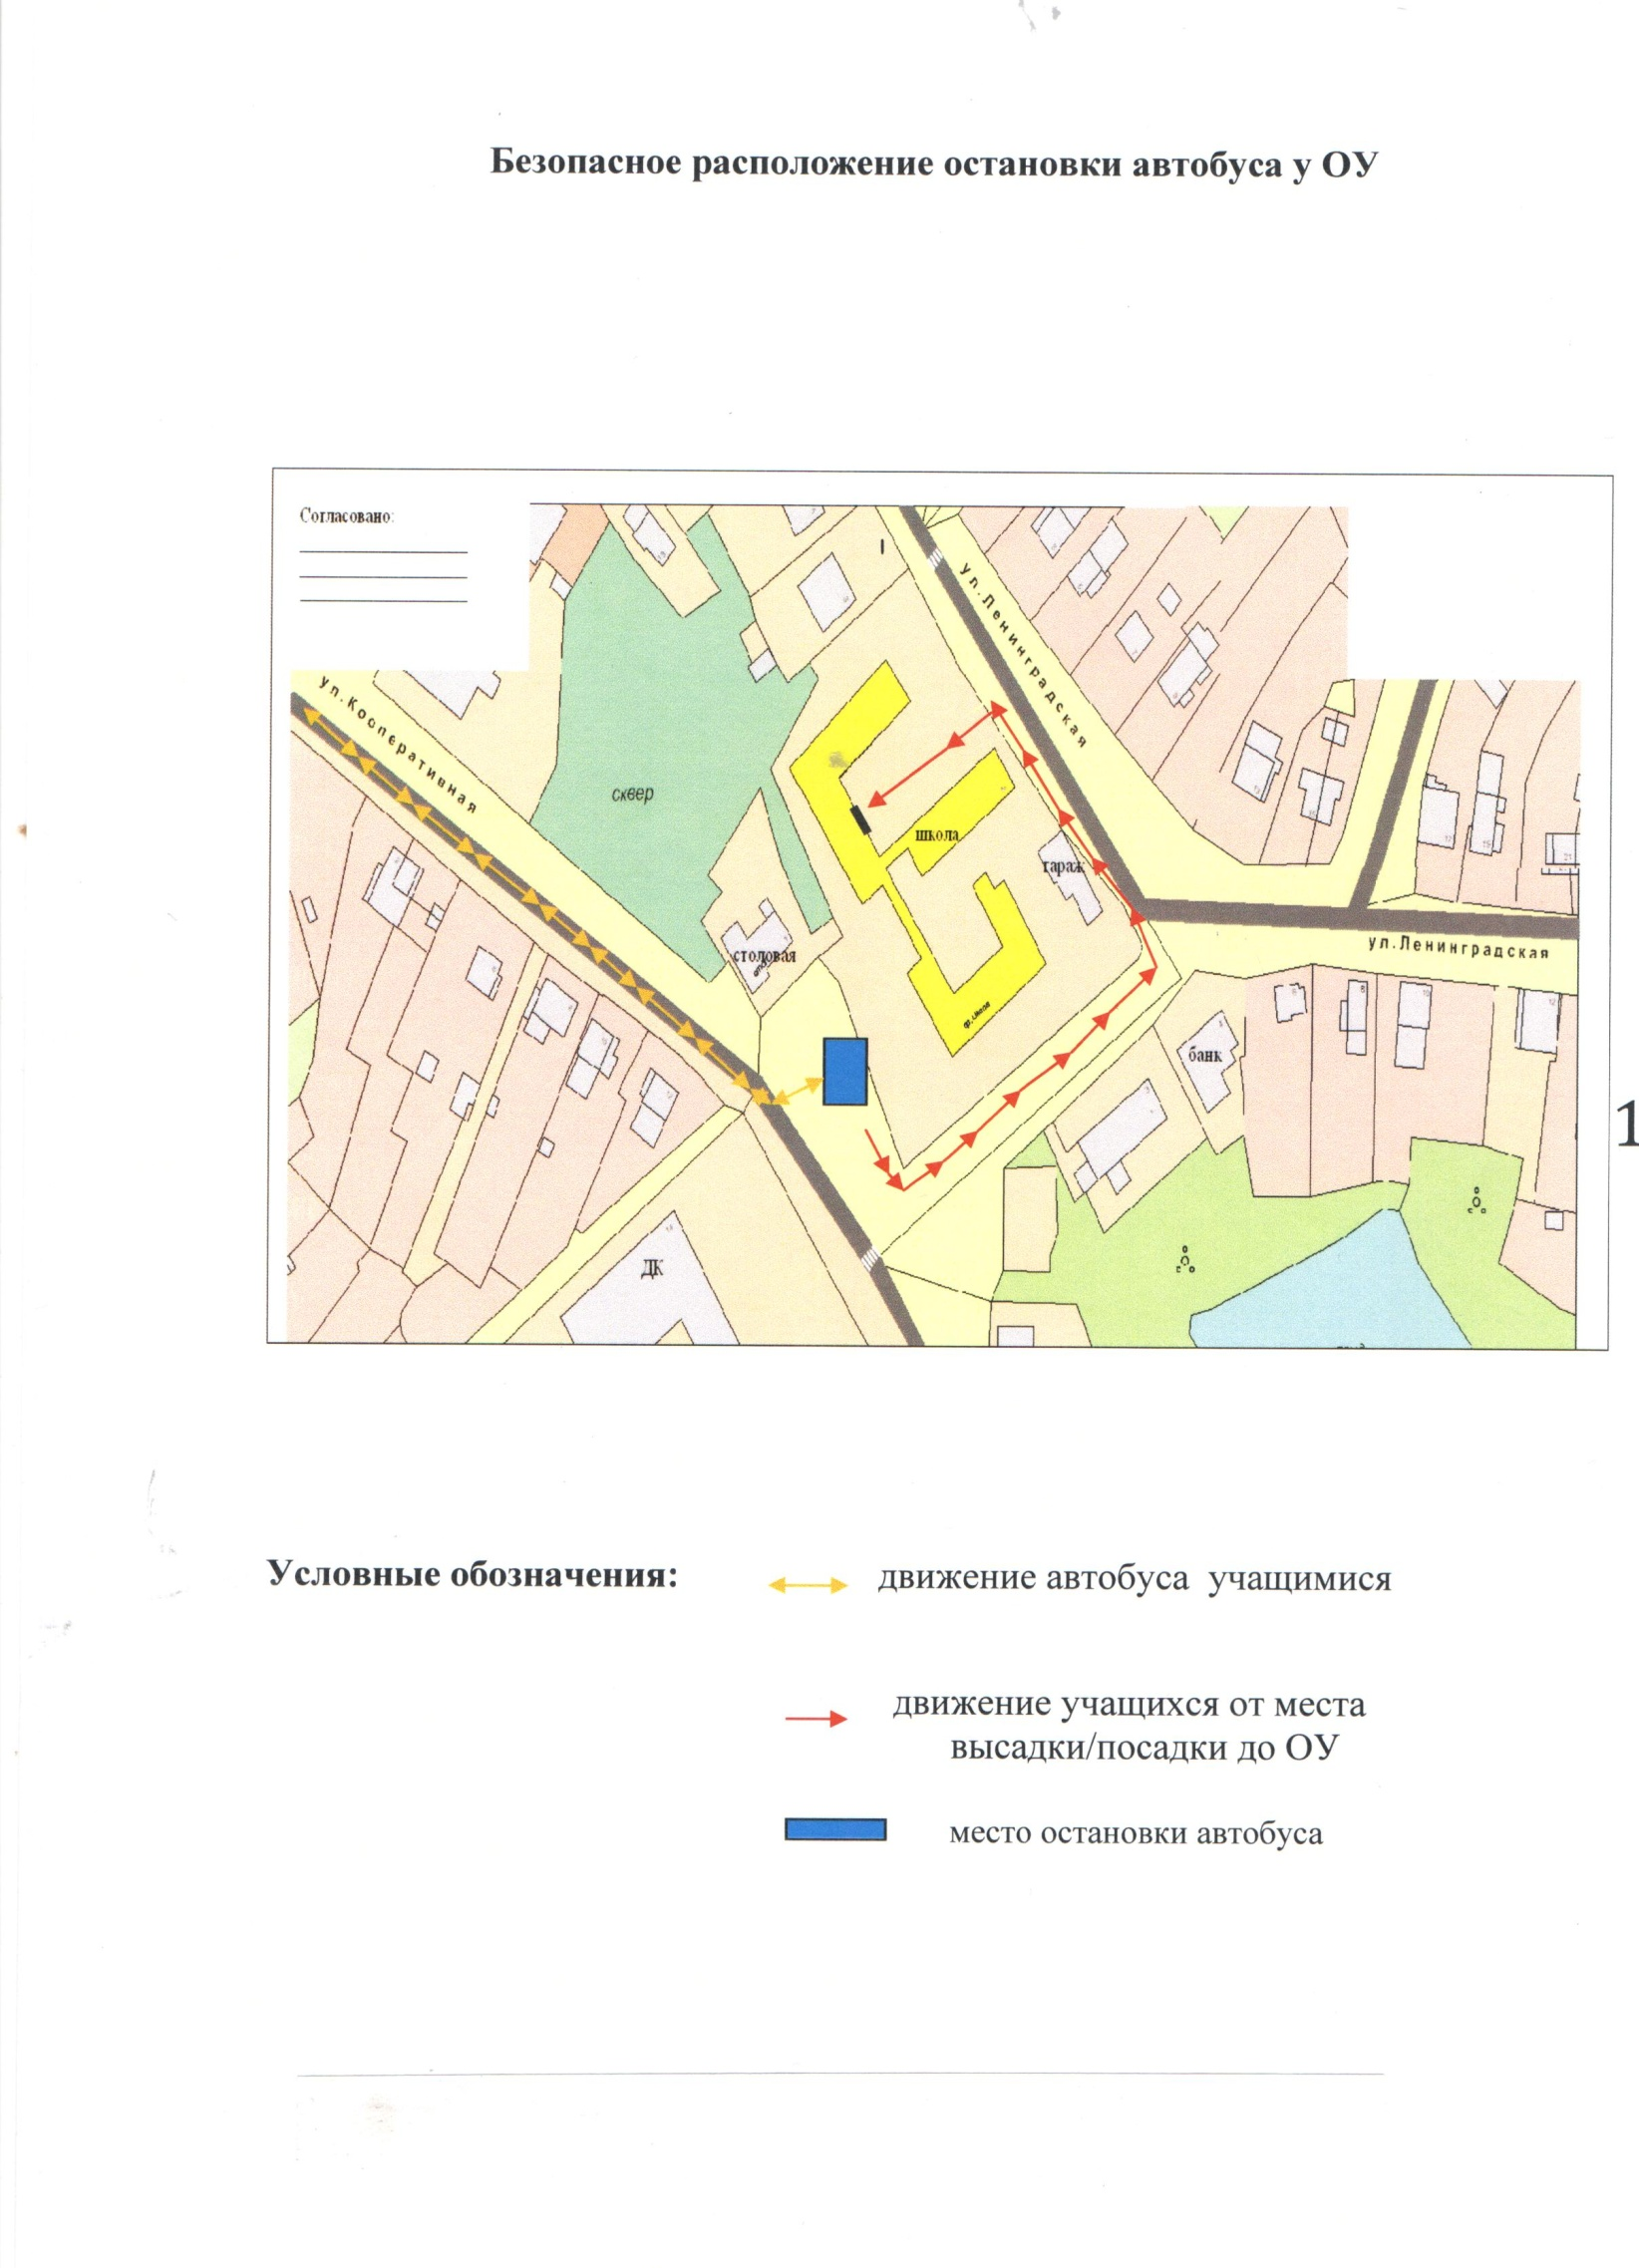 Безопасное расположение остановки автобуса у ОУ
Согласовано:
ул.Ленинградская
ул.Кооперативная
сквер
школа
гараж
ул.Ленинградская
столовая
банк
1
ДК
Условные обозначения:
движение автобуса учащимися
движение учащихся от места
высадки/посадки до ОУ
место остановки автобуса